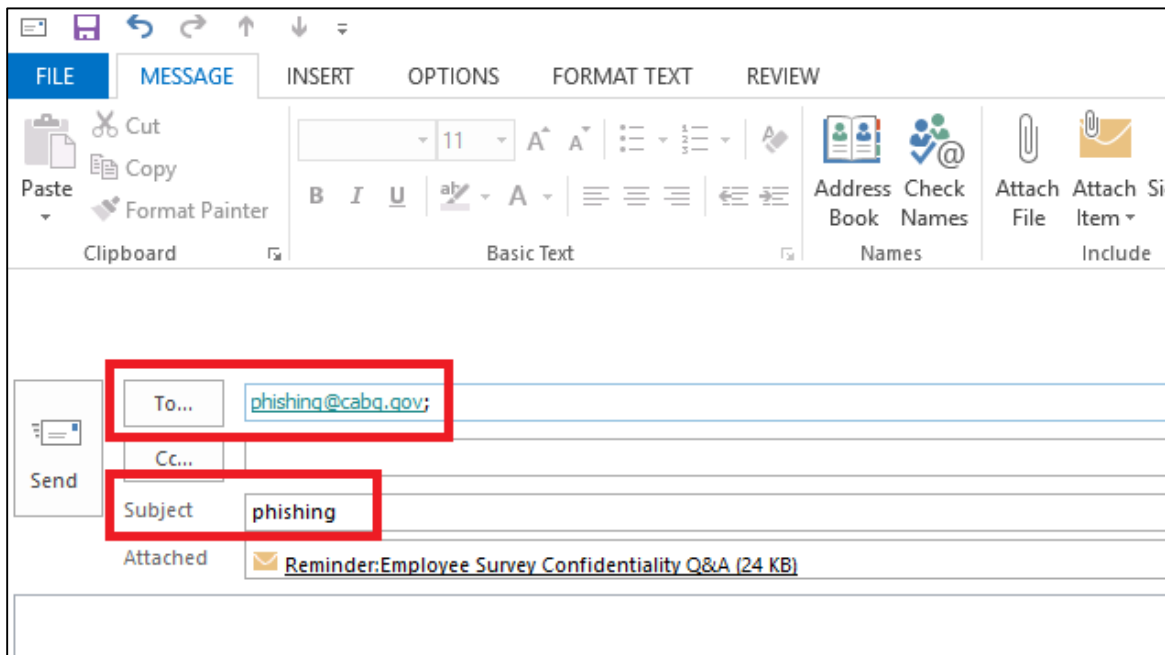 FILE MESSAGE INSERT OPTIONS FORMAT TEXT REVIEW
Cut
Copy
Paste
Format Painter
Clipboard
11 A A
B I U ab A
Basic Text
Address Book
Check Names
Names
Attach File
Attach Item
Si
Include
To... phishing@cabq.gov;
Cc...
Send
Subject phishing
Attached Reminder:Employee Survey Confidentiality Q&A (24 KB)